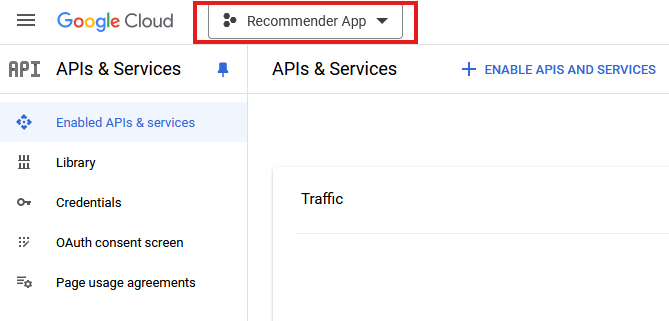 Google Cloud
Recommender App
API
APIs & Services
APIs & Services
ENABLE APIS AND SERVICES
Enabled APIs & services
Library
Credentials
OAuth consent screen
Page usage agreements
Traffic